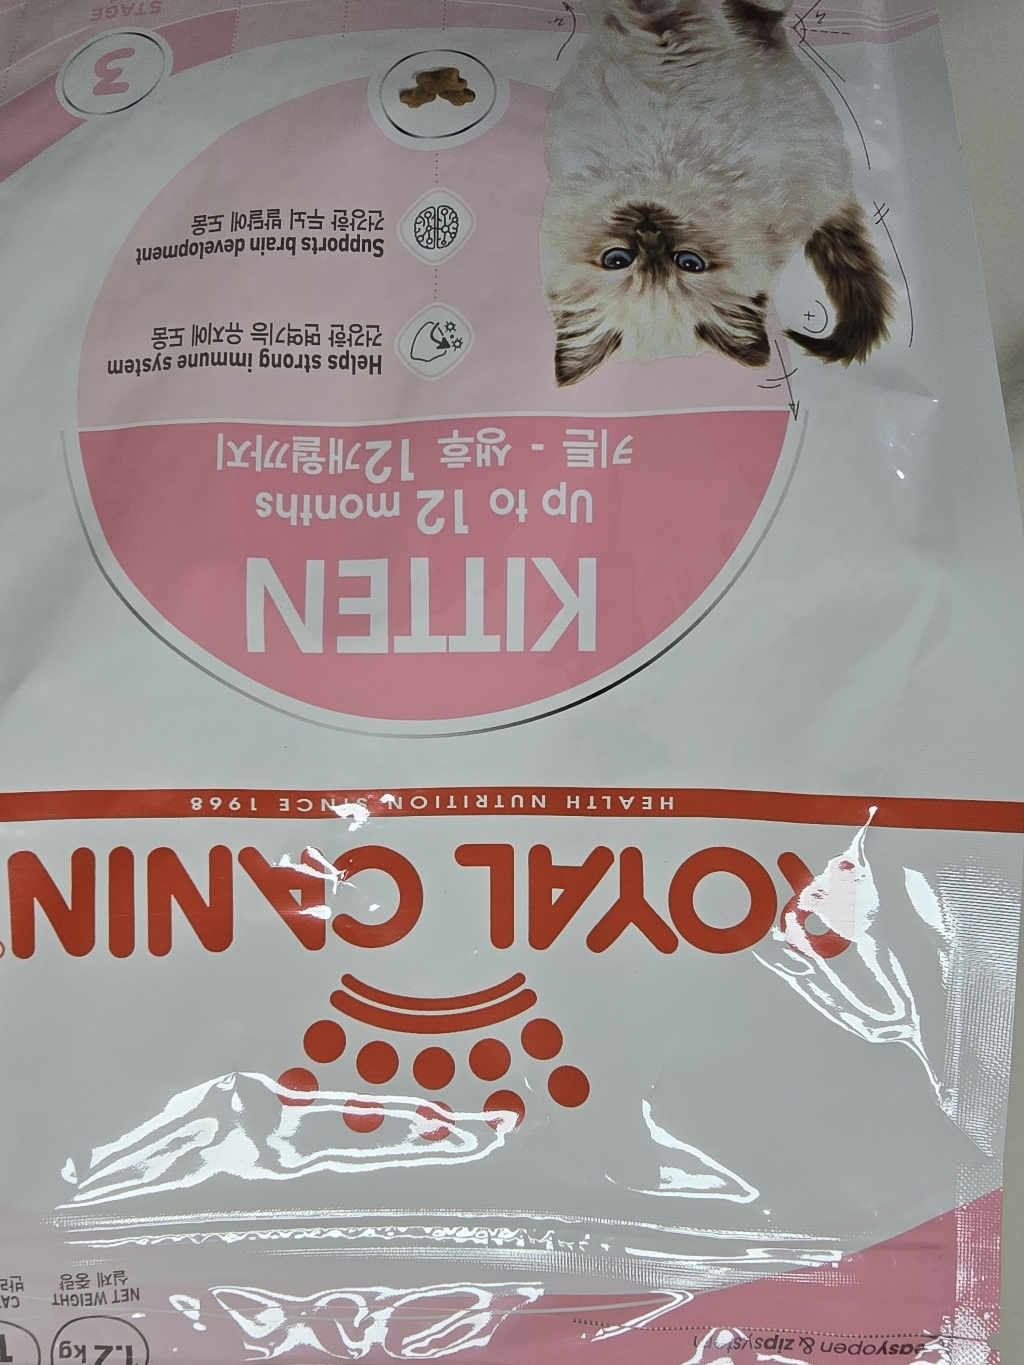 easyopen & zipsystem
1.2 kg
NET WEIGHT
실제 중량
ROYAL CANIN
HEALTH NUTRITION SINCE 1968
KITTEN
Up to 12 months
키튼 - 생후 12개월까지
Helps strong immune system
건강한 면역기능 유지에 도움
Supports brain development
건강한 두뇌 발달에 도움
3
STAGE